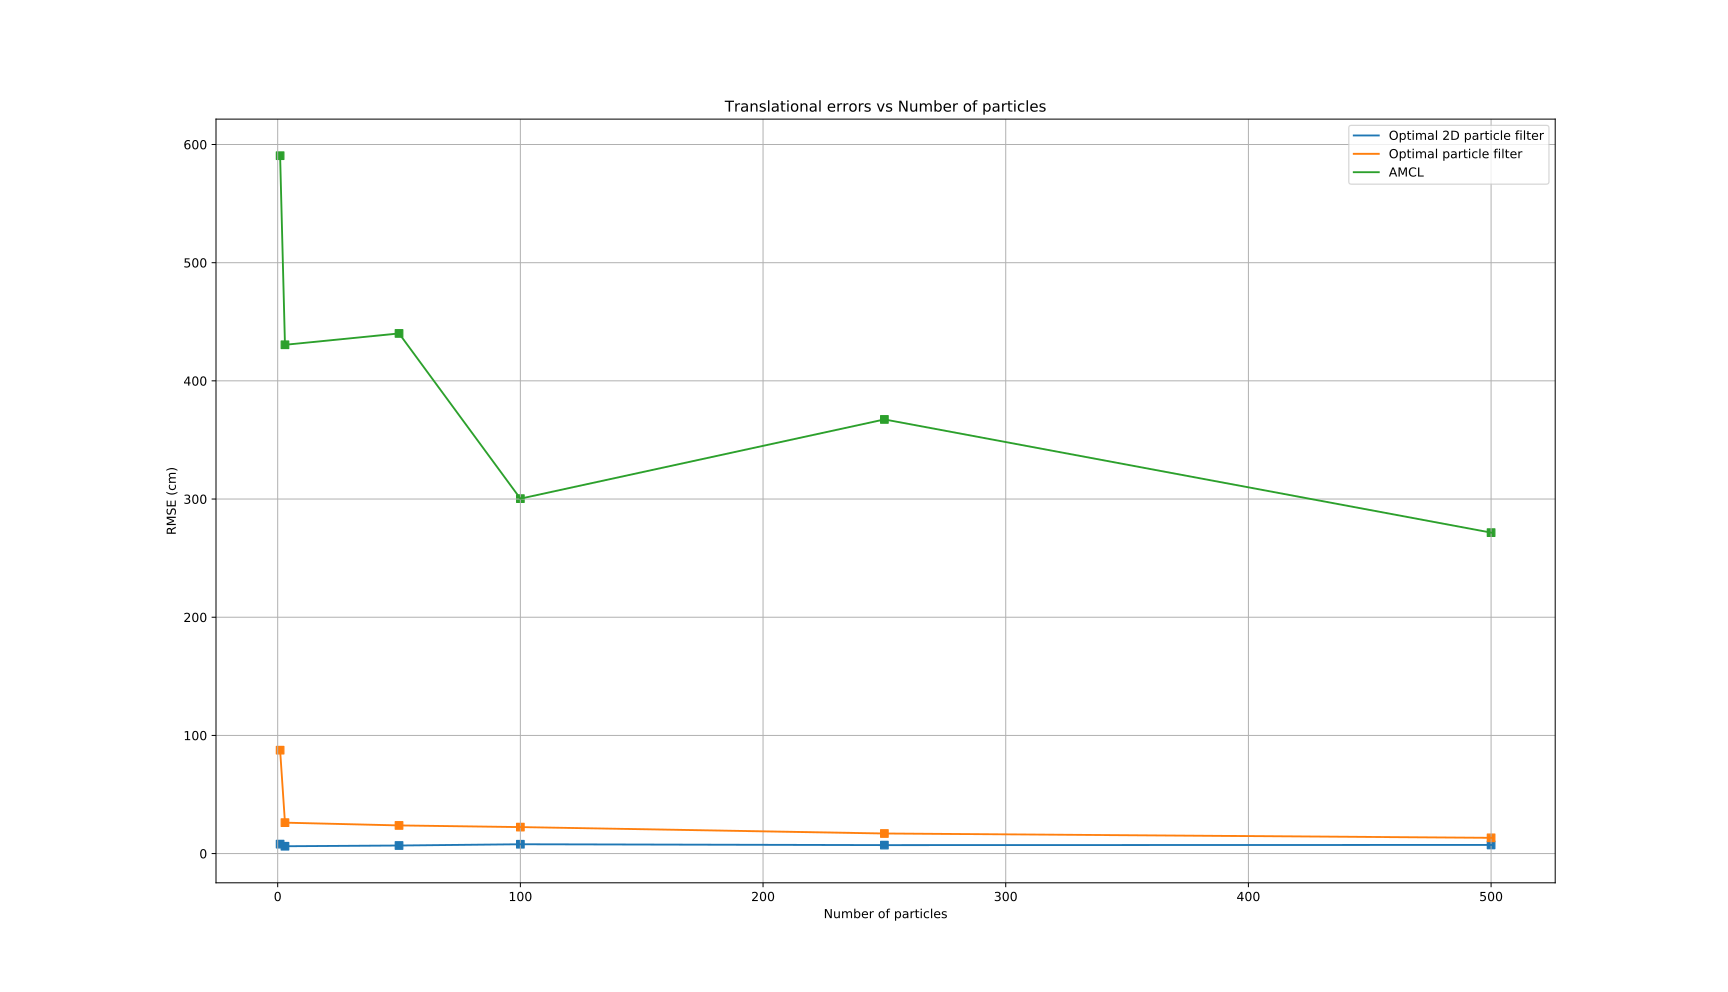 Translational errors vs Number of particles
Optimal 2D particle filter
Optimal particle filter
AMCL
600
500
400
300
200
100
0
RMSE (cm)
0 100 200 300 400 500
Number of particles